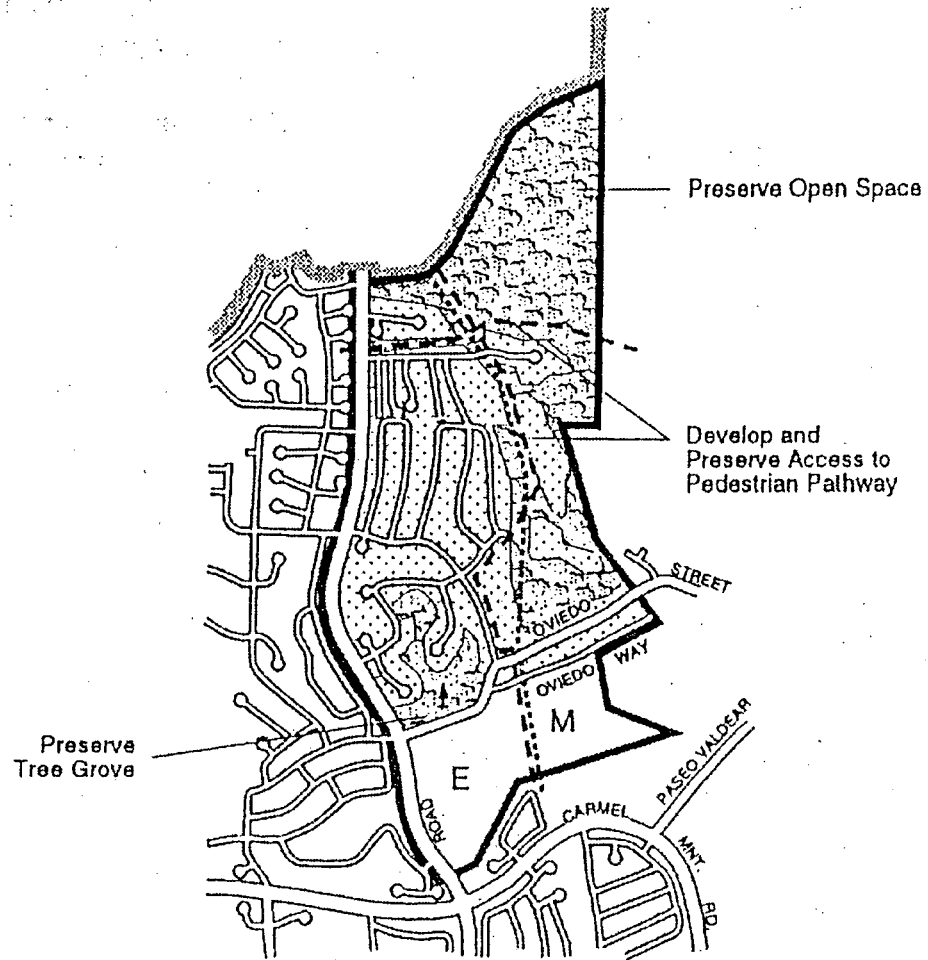 Preserve Open Space
Develop and
Preserve Access to
Pedestrian Pathway
STREET
OVIEDO
WAY
OVIEDO
M
Preserve
Tree Grove
E
PASEO VALDEAR
ROAD
CARMEL
MNT.
RD.